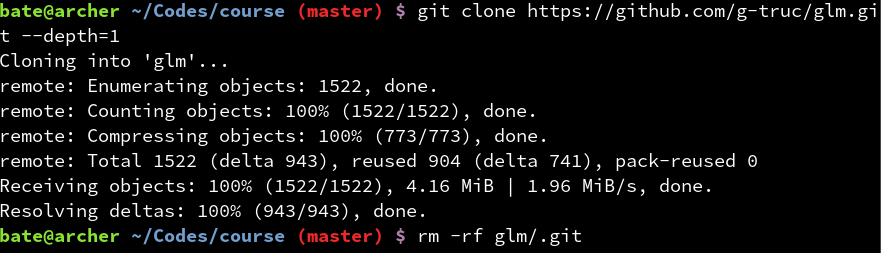 bate@archer ~/Codes/course (master) $ git clone https://github.com/g-truc/glm.gi
t --depth=1
Cloning into 'glm'...
remote: Enumerating objects: 1522, done.
remote: Counting objects: 100% (1522/1522), done.
remote: Compressing objects: 100% (773/773), done.
remote: Total 1522 (delta 943), reused 904 (delta 741), pack-reused 0
Receiving objects: 100% (1522/1522), 4.16 MiB | 1.96 MiB/s, done.
Resolving deltas: 100% (943/943), done.
bate@archer ~/Codes/course (master) $ rm -rf glm/.git